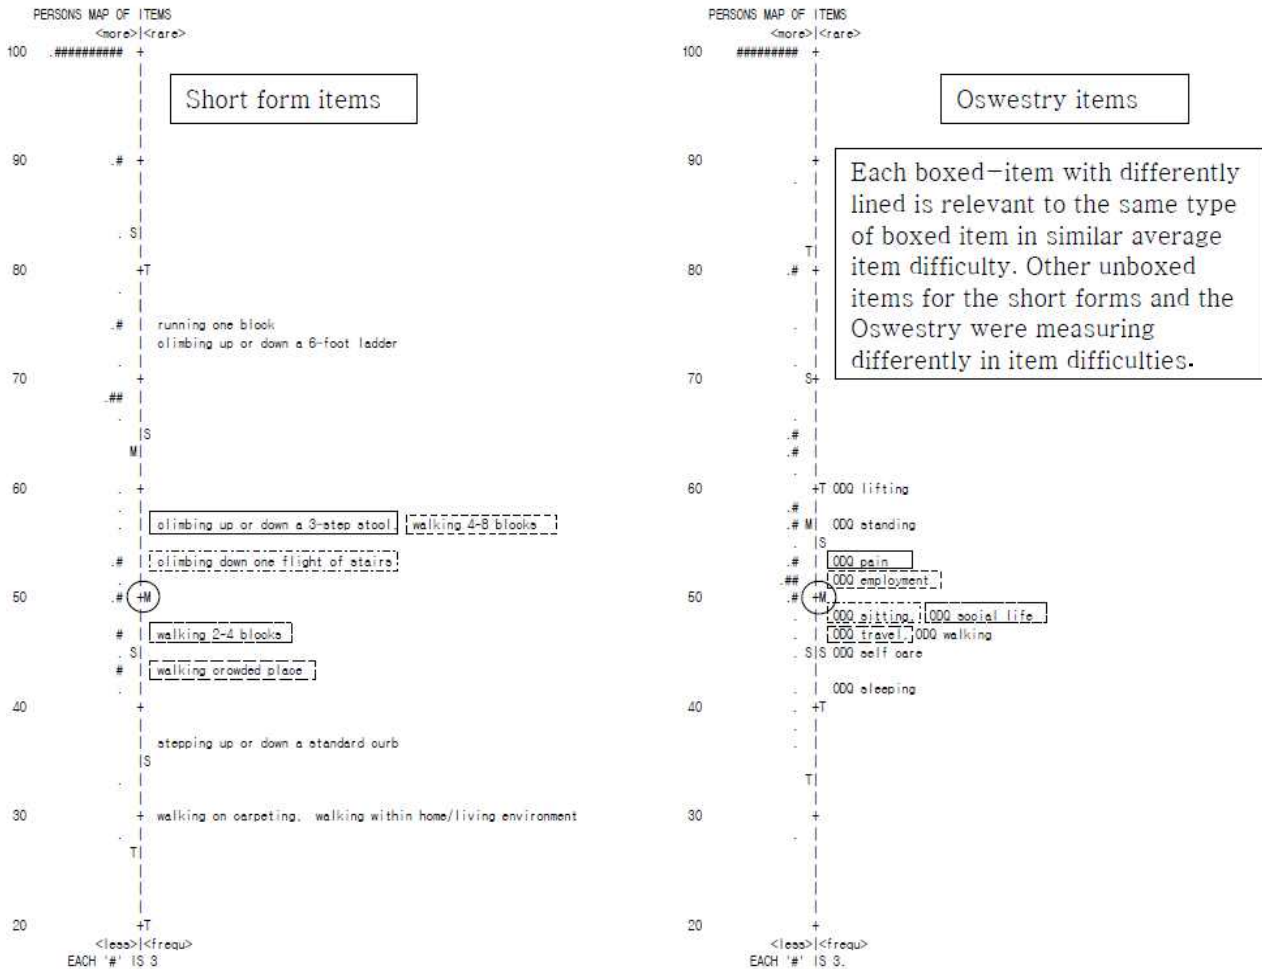 PERSONS MAP OF ITEMS
<more>|<rare>
100 .########## +
Short form items
90 .# +
. S|
80 +T
.
.# | running one block
climbing up or down a 6-foot ladder
.
70 +
.##
.
|S
M|
60 . +
.
. climbing up or down a 3-step stool, walking 4-8 blocks
.# climbing down one flight of stairs
.
50 .# +M
# walking 2-4 blocks
. S|
# walking crowded place
.
40 +
stepping up or down a standard curb
|S
.
30 + walking on carpeting, walking within home/living environment
.
T|
20 +T
<less>|<frequ>
EACH '#' IS 3
PERSONS MAP OF ITEMS
<more>|<rare>
100 ######### +
Oswestry items
90 +
.
Each boxed-item with differently
lined is relevant to the same type
of boxed item in similar average
item difficulty. Other unboxed
items for the short forms and the
Oswestry were measuring
differently in item difficulties.
T|
80 .# +
.
.
70 S+
.
.#
.#
.
60 +T ODQ lifting
.#
.# M| ODQ standing
. |S
.# | ODQ pain
.## | ODQ employment
50 .# +M
. | ODQ sitting, ODQ social life
. | ODQ travel, ODQ walking
. S|S ODQ self care
. | ODQ sleeping
40 . +T
.
.
T|
30 +
.
20 +
<less>|<frequ>
EACH '#' IS 3.